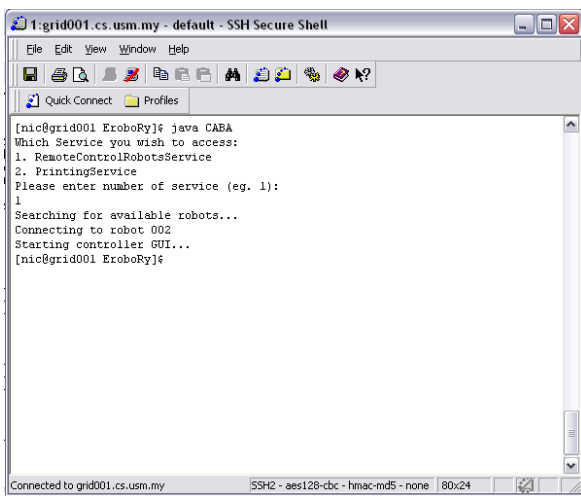 1:grid001.cs.usm.my - default - SSH Secure Shell
File Edit View Window Help
Quick Connect Profiles
[nic@grid001 EroboRy]$ java CABA
Which Service you wish to access:
1. RemoteControlRobotsService
2. PrintingService
Please enter number of service (eg. 1):
1
Searching for available robots...
Connecting to robot 002
Starting controller GUI...
[nic@grid001 EroboRy]$
Connected to grid001.cs.usm.my SSH2 - aes128-cbc - hmac-md5 - none 80x24